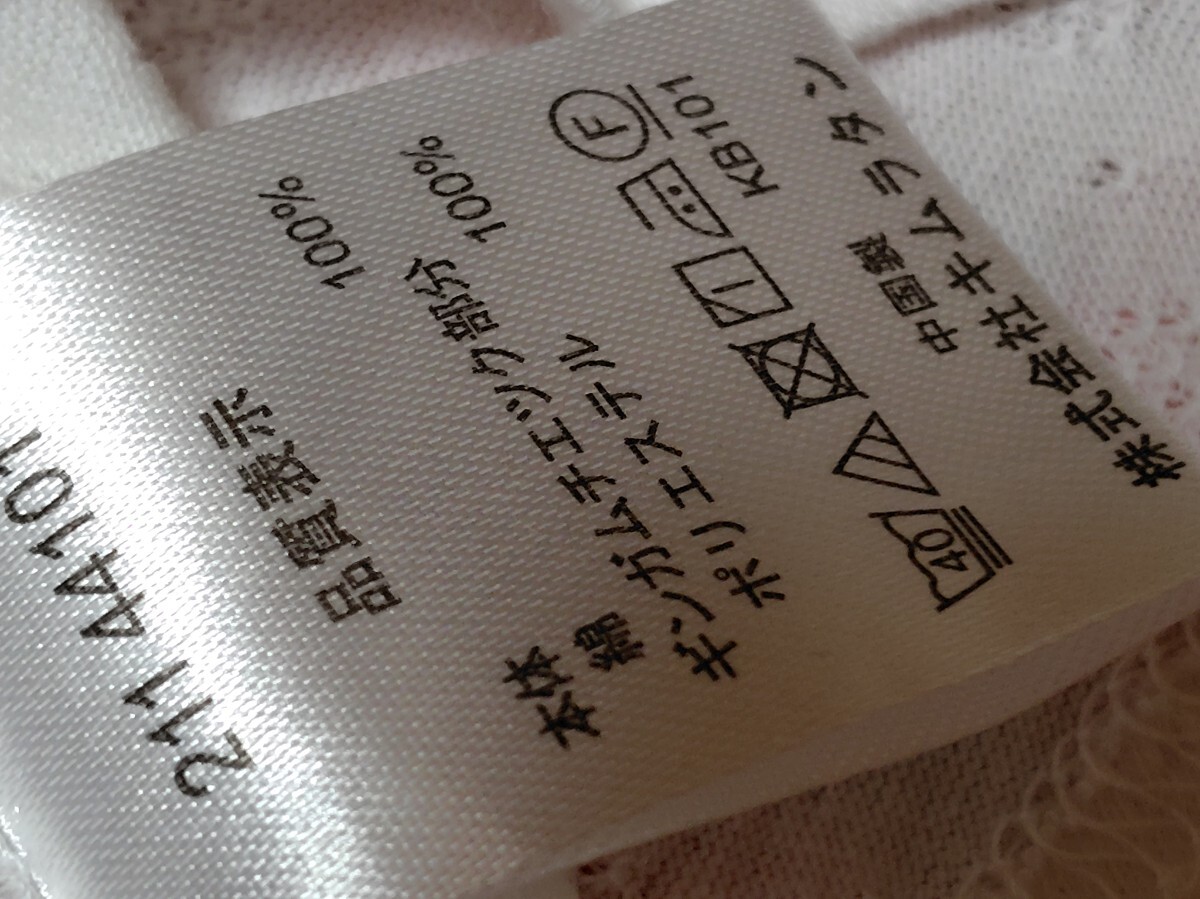 211 44101
品質表示
本体
綿 100%
ギンガムチェック部分
ポリエステル 100%
40 F
KB101
中国製
株式会社キムラタン